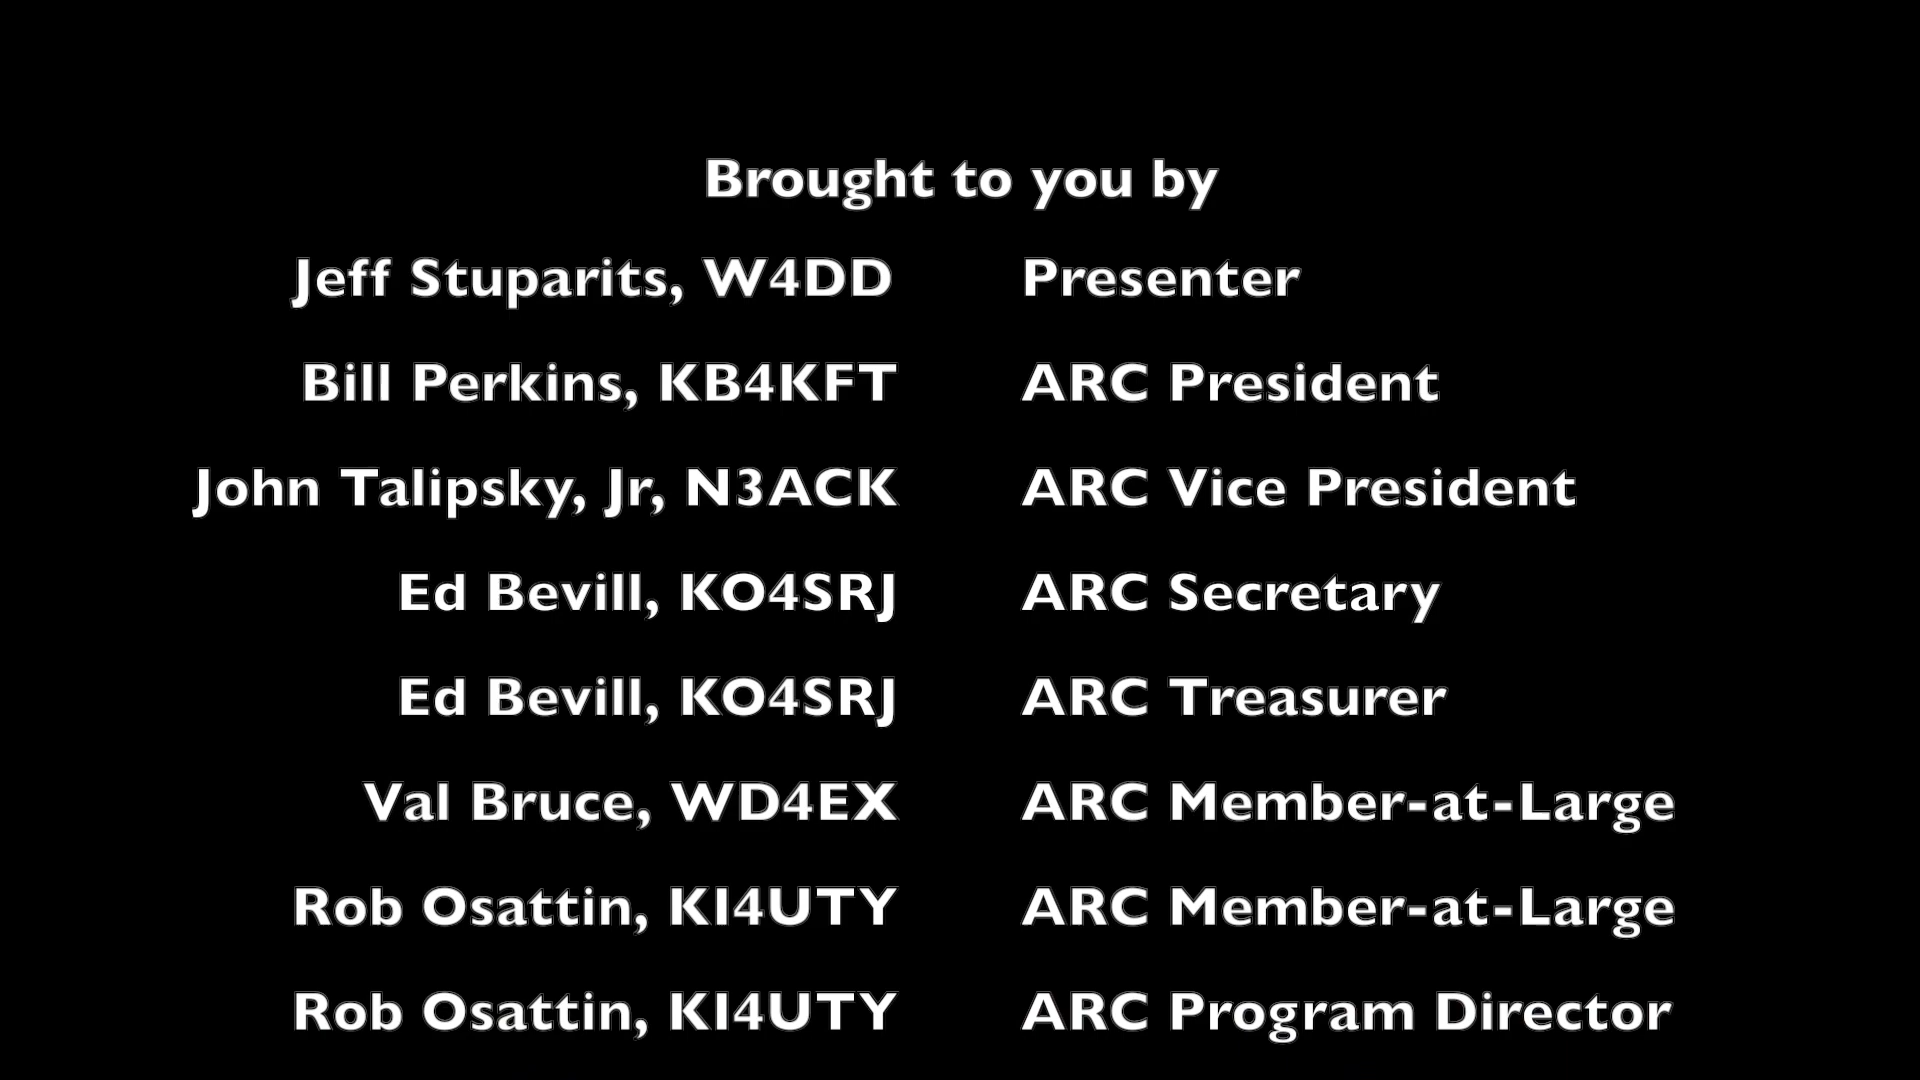 Brought to you by
Jeff Stuparits, W4DD Presenter
Bill Perkins, KB4KFT ARC President
John Talipsky, Jr, N3ACK ARC Vice President
Ed Bevill, KO4SRJ ARC Secretary
Ed Bevill, KO4SRJ ARC Treasurer
Val Bruce, WD4EX ARC Member-at-Large
Rob Osattin, KI4UTY ARC Member-at-Large
Rob Osattin, KI4UTY ARC Program Director